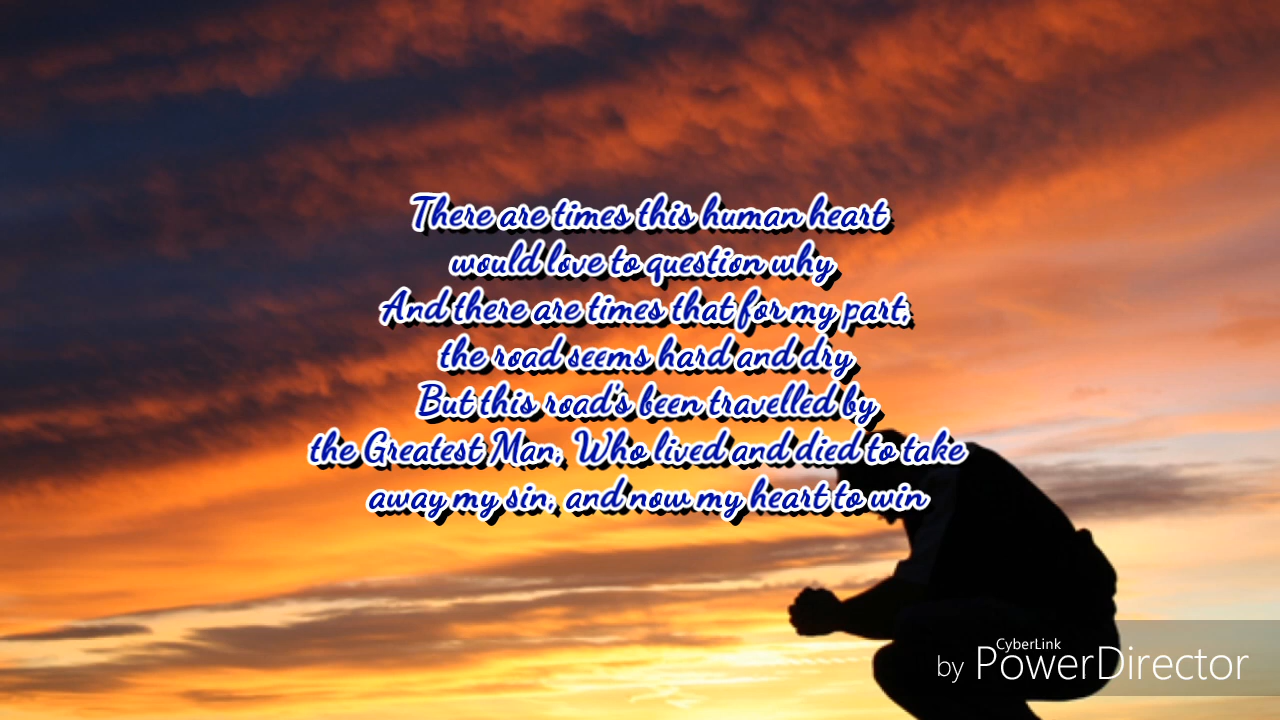 There are times this human heart
would love to question why
And there are times that for my part,
the road seems hard and dry
But this road's been travelled by
the Greatest Man, Who lived and died to take
away my sin, and now my heart to win
CyberLink
by PowerDirector